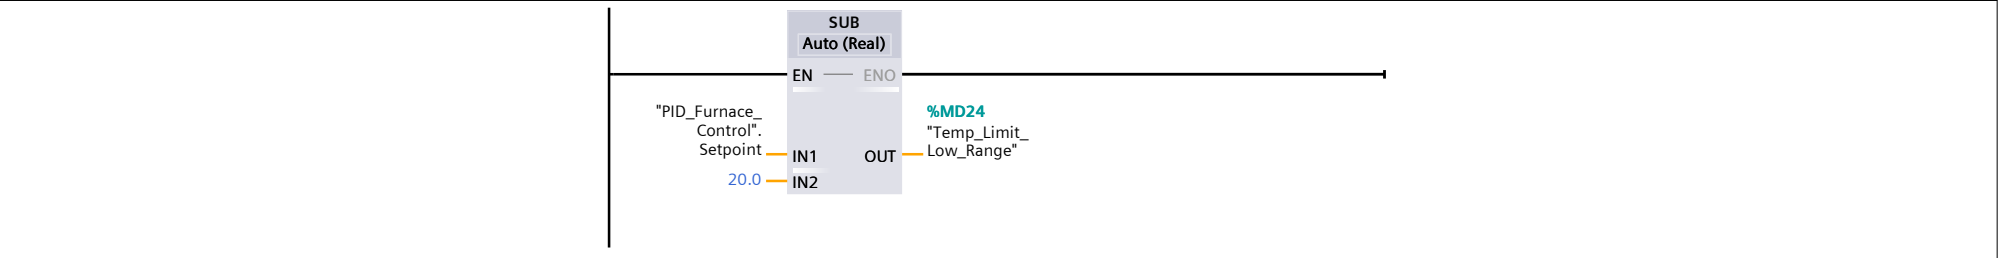 SUB
Auto (Real)
EN
ENO
"PID_Furnace_
Control".
Setpoint
IN1
20.0
IN2
OUT
%MD24
"Temp_Limit_
Low_Range"